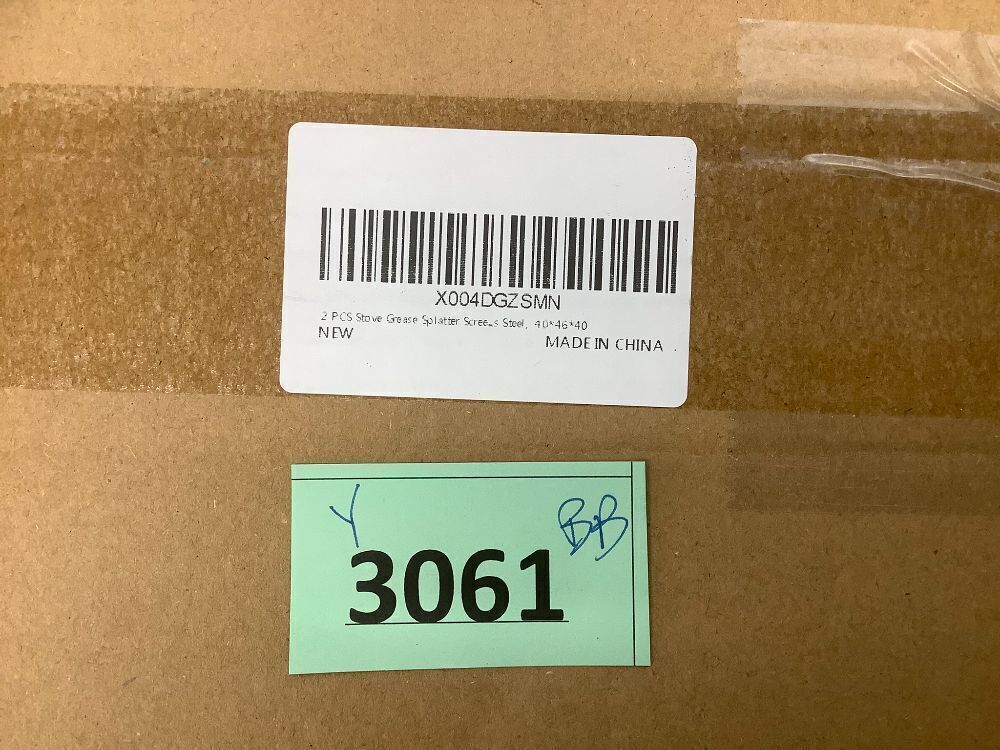 X004DGZSMN
2 PCS Stove Grease Splatter Screens Steel, 40*46*40
NEW
MADE IN CHINA
Y
BB
3061